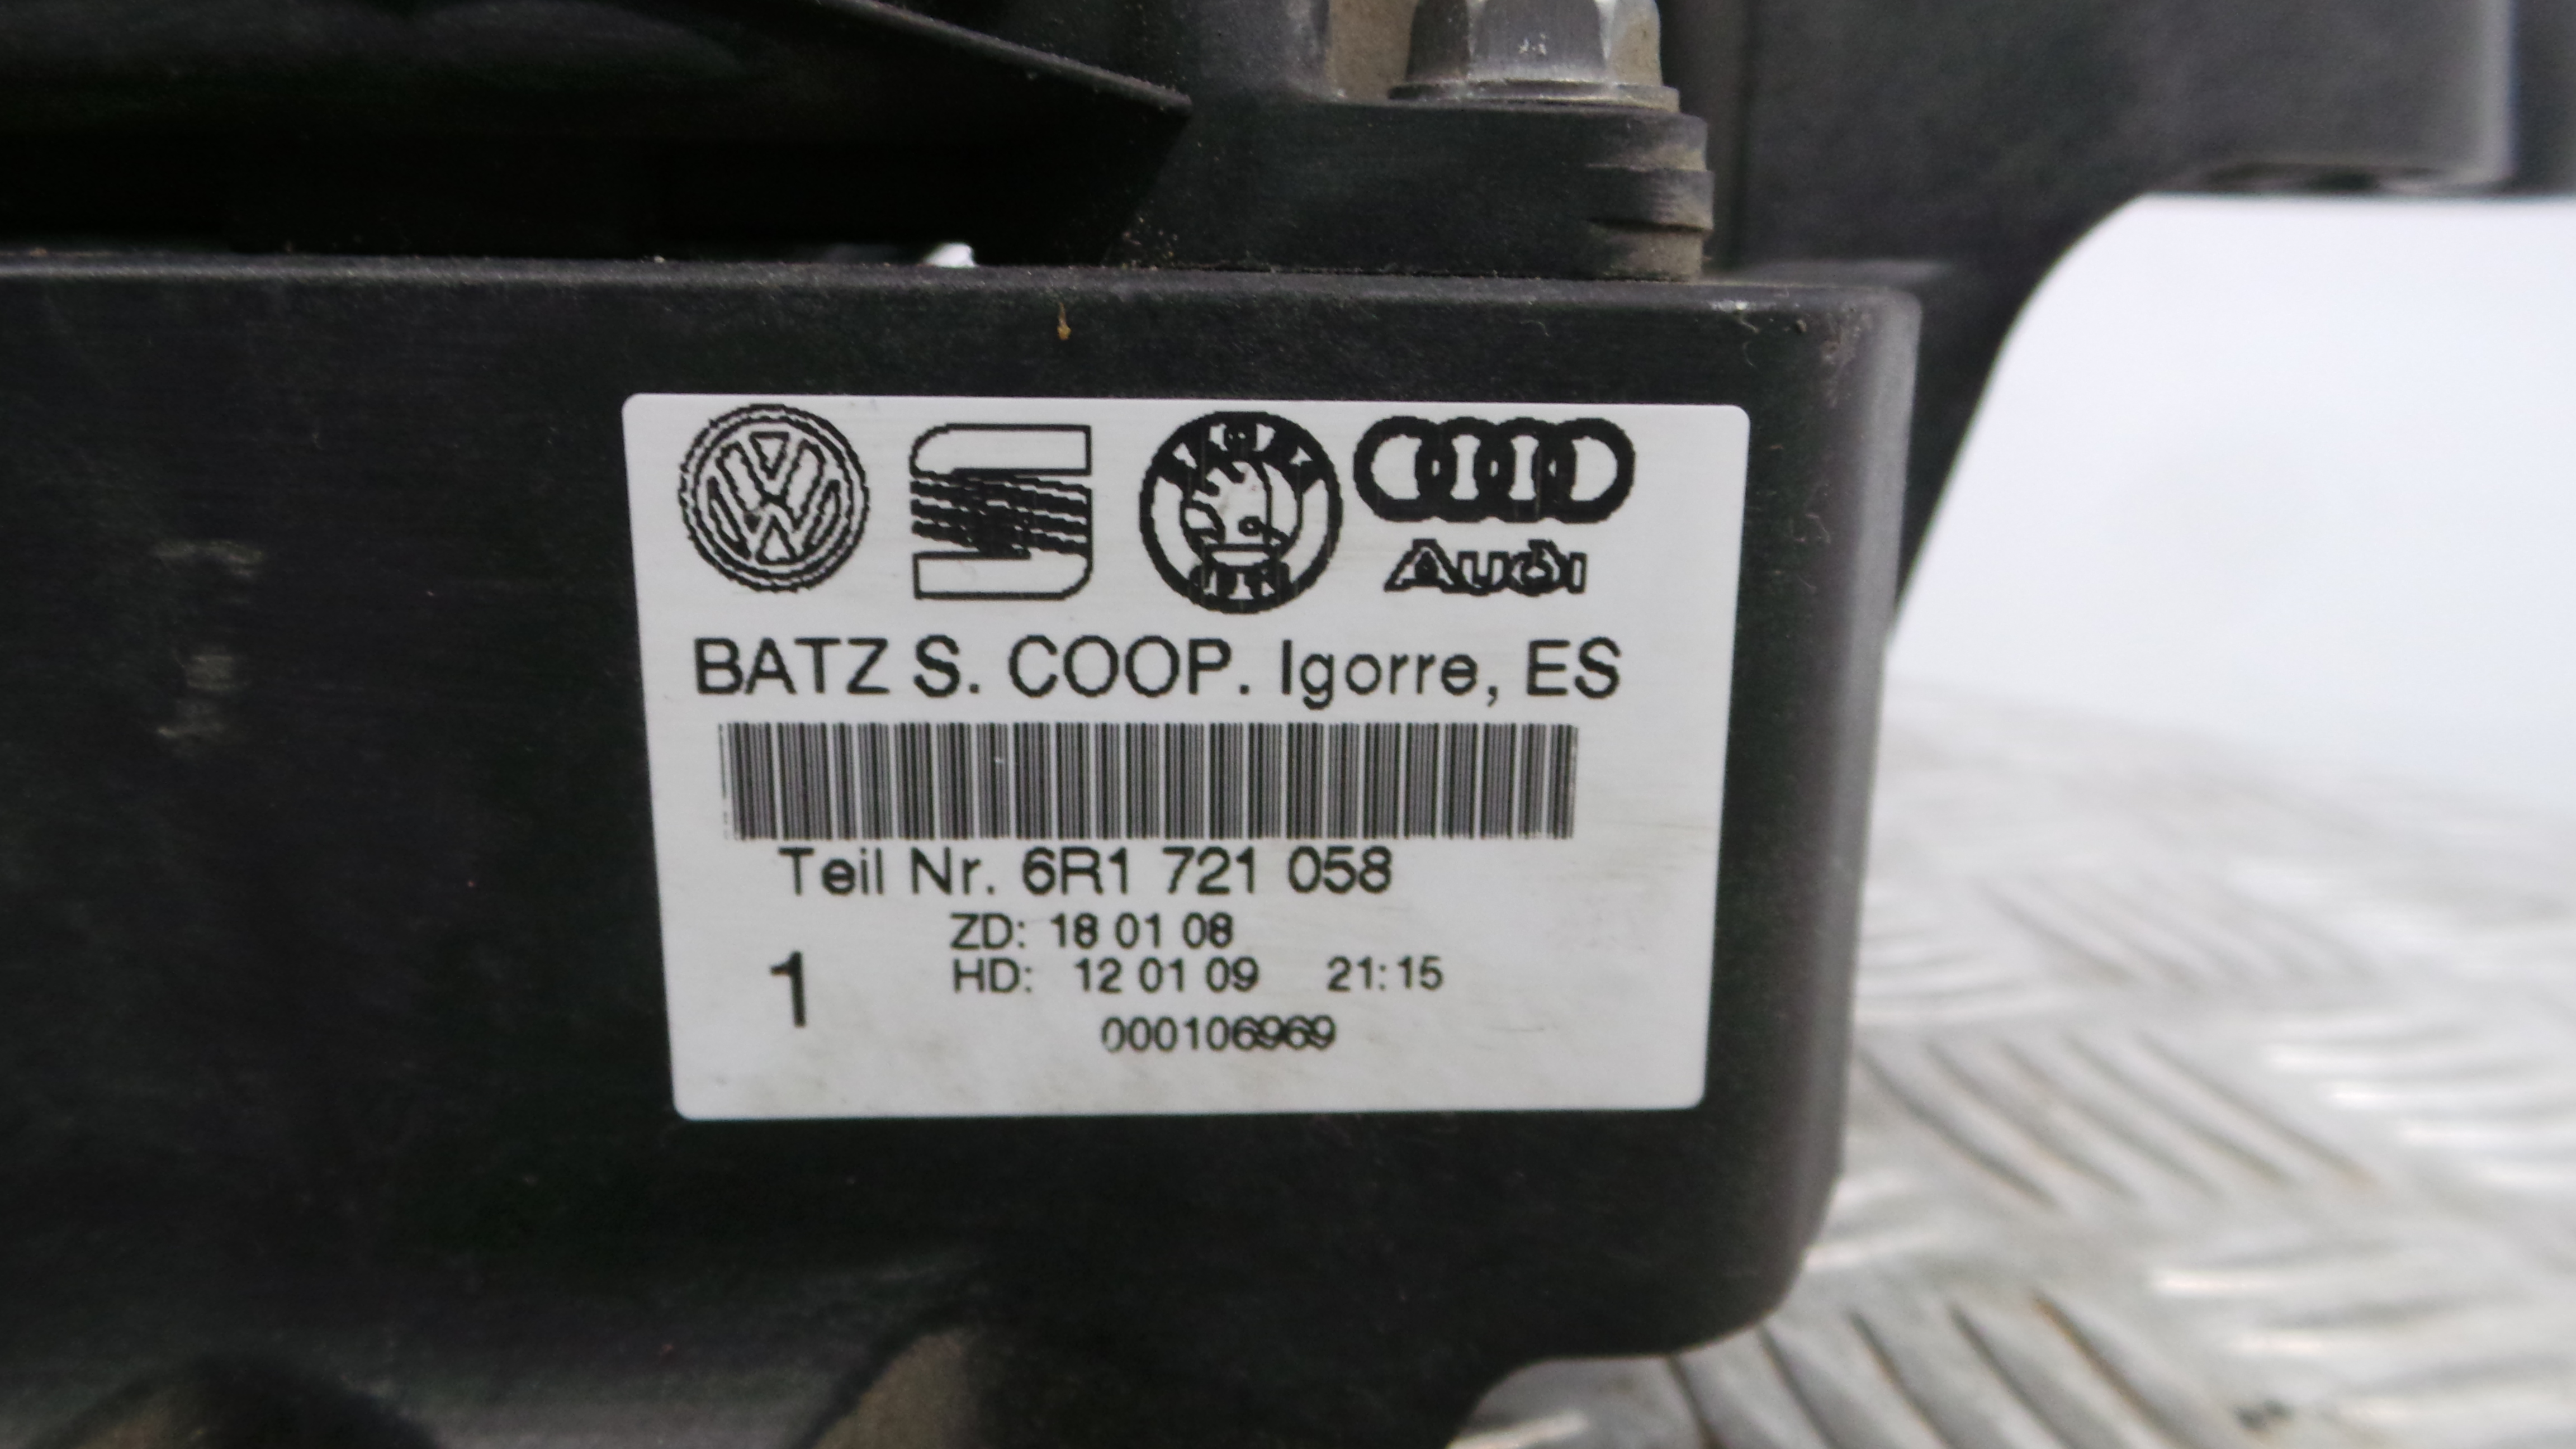 Audi
BATZ S. COOP. Igorre, ES
Teil Nr. 6R1 721 058
ZD: 18 01 08
1 HD: 12 01 09 21:15
000106969